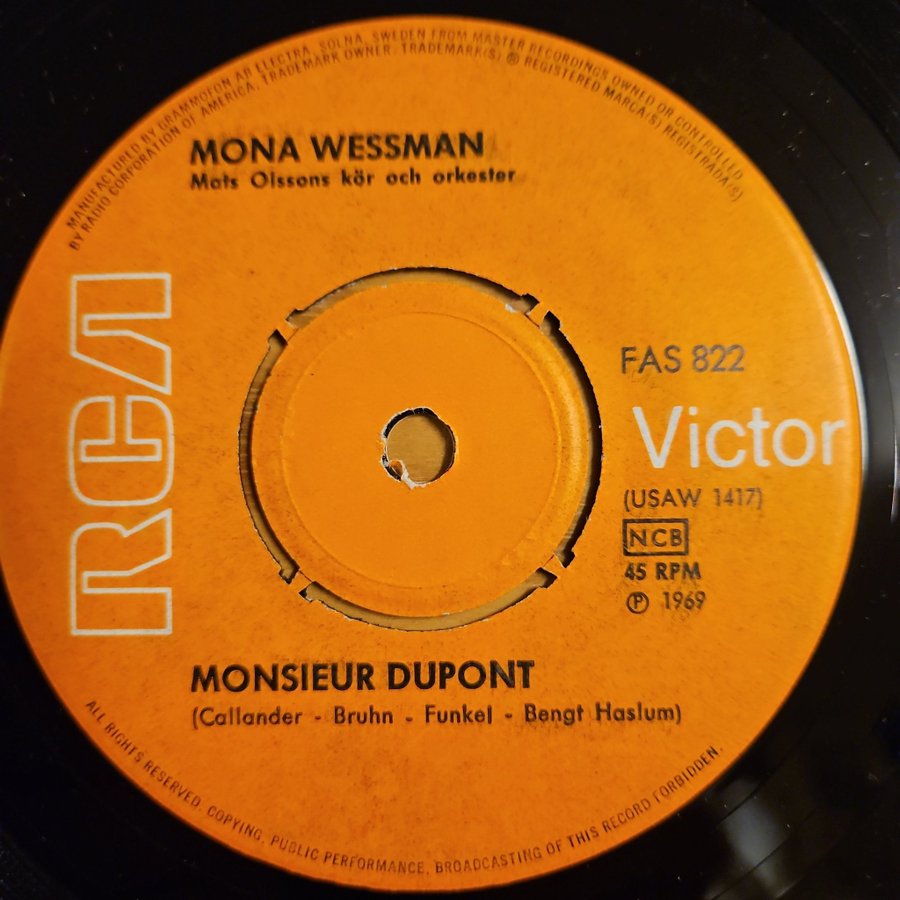 MANUFACTURED BY GRAMMOFON AB ELECTRA, SOLNA, SWEDEN FROM MASTER RECORDINGS OWNED OR CONTROLLED
BY RADIO CORPORATION OF AMERICA, TRADEMARK OWNER. TRADEMARK(S) ® REGISTERED MARCA(S) REGISTRADA(S)
MONA WESSMAN
Mats Olssons kör och orkester
RCA
FAS 822
Victor
(USAW 1417)
NCB
45 RPM
℗ 1969
MONSIEUR DUPONT
(Callander - Bruhn - Funkel - Bengt Haslum)
ALL RIGHTS RESERVED. COPYING, PUBLIC PERFORMANCE, BROADCASTING OF THIS RECORD FORBIDDEN.